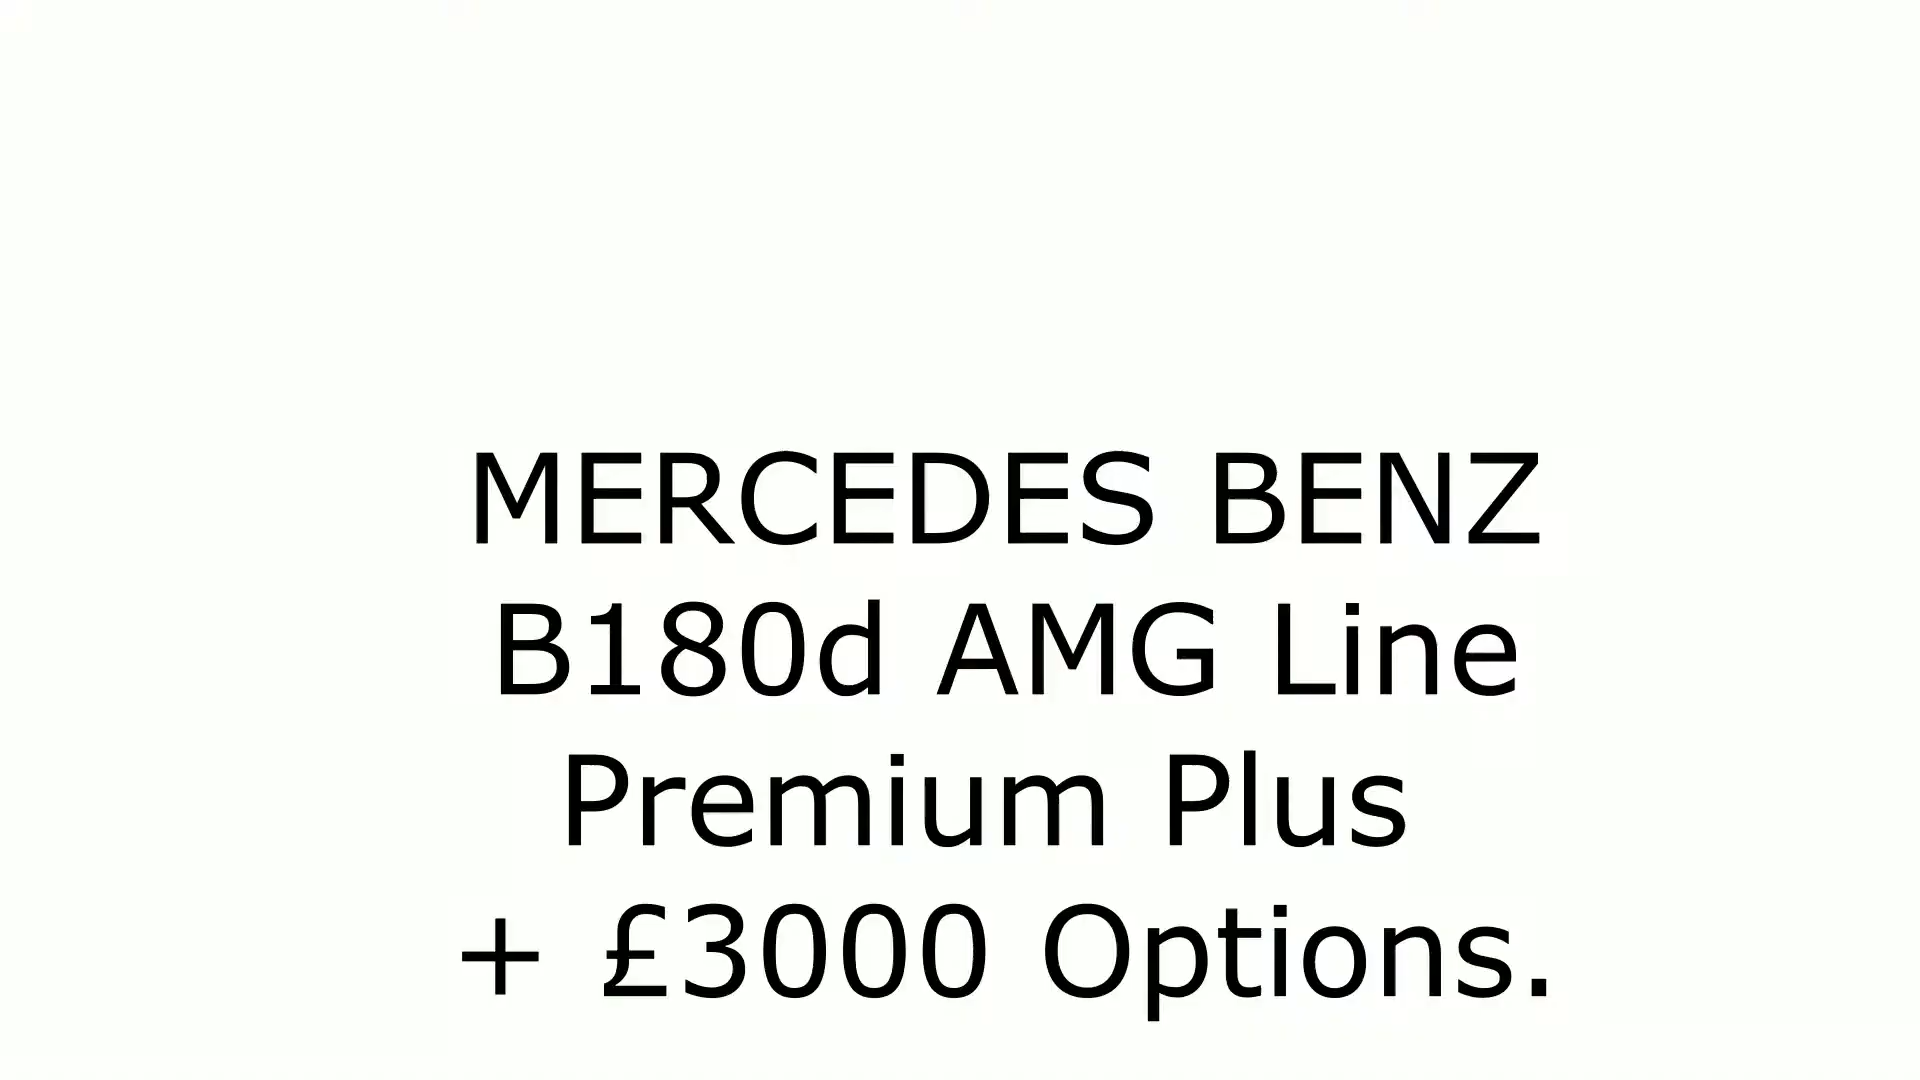 MERCEDES BENZ
B180d AMG Line
Premium Plus
+ £3000 Options.